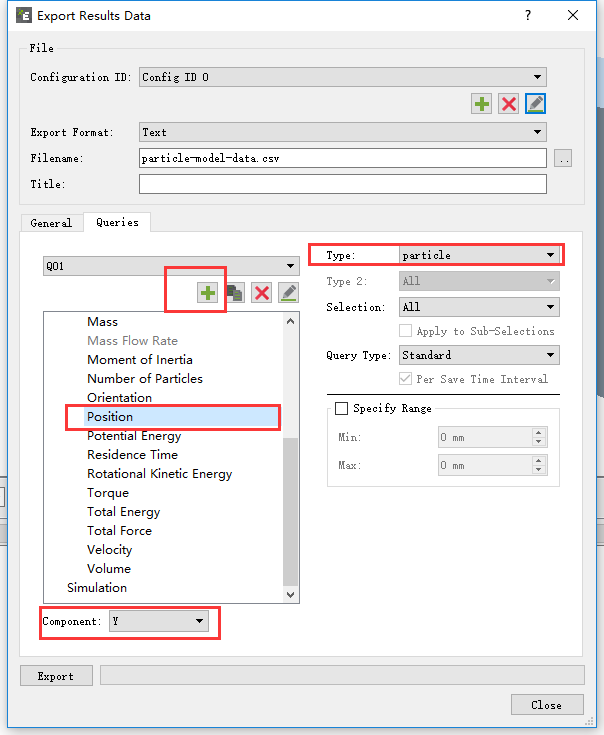 Export Results Data
?
File
Configuration ID: Config ID 0
Export Format: Text
Filename: particle-model-data.csv ..
Title:
General Queries
Q01
Mass
Mass Flow Rate
Moment of Inertia
Number of Particles
Orientation
Position
Potential Energy
Residence Time
Rotational Kinetic Energy
Torque
Total Energy
Total Force
Velocity
Volume
Simulation
Component: Y
Type: particle
Type 2: All
Selection: All
Apply to Sub-Selections
Query Type: Standard
Per Save Time Interval
Specify Range
Min: 0 mm
Max: 0 mm
Export
Close